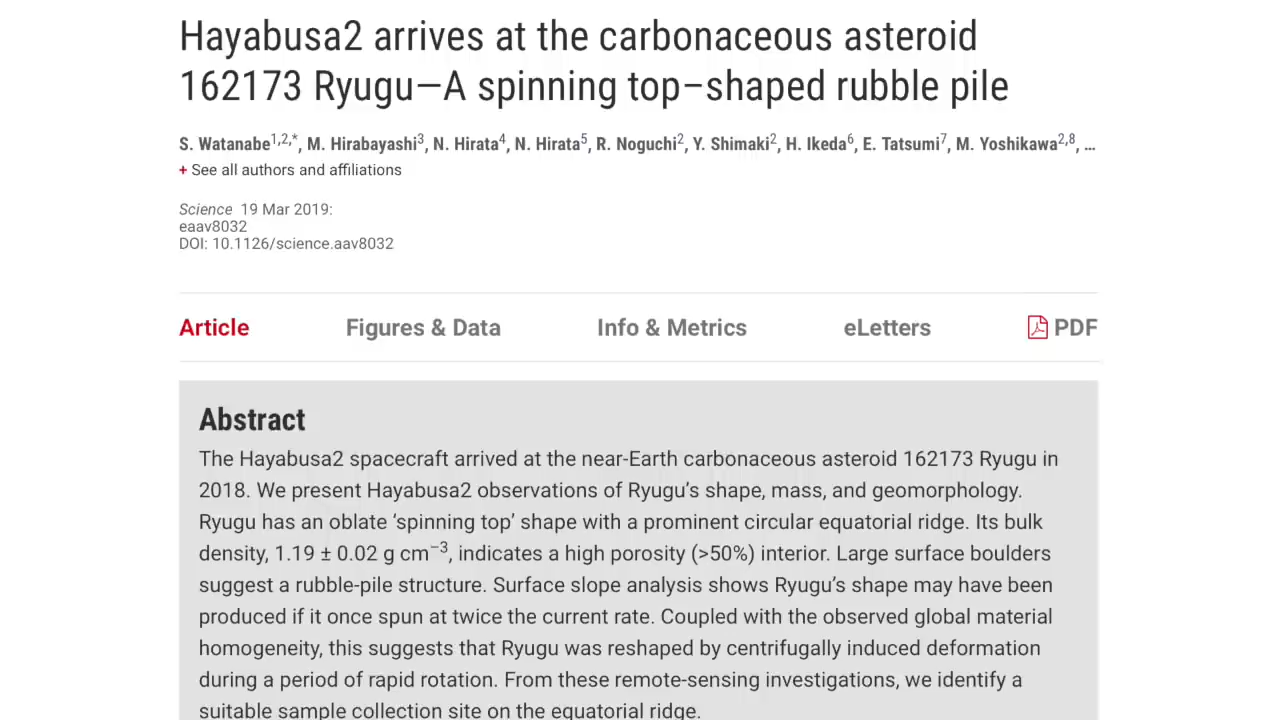 Hayabusa2 arrives at the carbonaceous asteroid
162173 Ryugu—A spinning top–shaped rubble pile
S. Watanabe1,2,*, M. Hirabayashi3, N. Hirata4, N. Hirata5, R. Noguchi2, Y. Shimaki2, H. Ikeda6, E. Tatsumi7, M. Yoshikawa2,8, ...
+ See all authors and affiliations
Science 19 Mar 2019:
eaav8032
DOI: 10.1126/science.aav8032
Article Figures & Data Info & Metrics eLetters PDF
Abstract
The Hayabusa2 spacecraft arrived at the near-Earth carbonaceous asteroid 162173 Ryugu in
2018. We present Hayabusa2 observations of Ryugu’s shape, mass, and geomorphology.
Ryugu has an oblate ‘spinning top’ shape with a prominent circular equatorial ridge. Its bulk
density, 1.19 ± 0.02 g cm−3, indicates a high porosity (>50%) interior. Large surface boulders
suggest a rubble-pile structure. Surface slope analysis shows Ryugu’s shape may have been
produced if it once spun at twice the current rate. Coupled with the observed global material
homogeneity, this suggests that Ryugu was reshaped by centrifugally induced deformation
during a period of rapid rotation. From these remote-sensing investigations, we identify a
suitable sample collection site on the equatorial ridge.